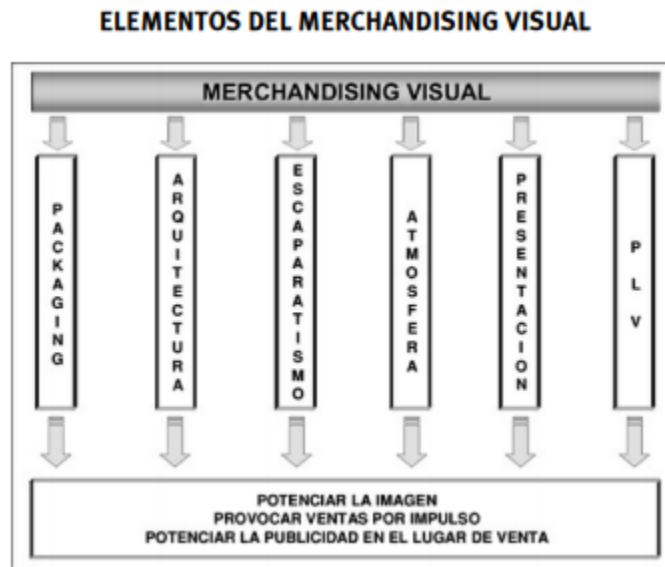 ELEMENTOS DEL MERCHANDISING VISUAL
MERCHANDISING VISUAL
PACKAGING
ARQUITECTURA
ESCAPARATISMO
ATMOSFERA
PRESENTACION
PLV
POTENCIAR LA IMAGEN
PROVOCAR VENTAS POR IMPULSO
POTENCIAR LA PUBLICIDAD EN EL LUGAR DE VENTA